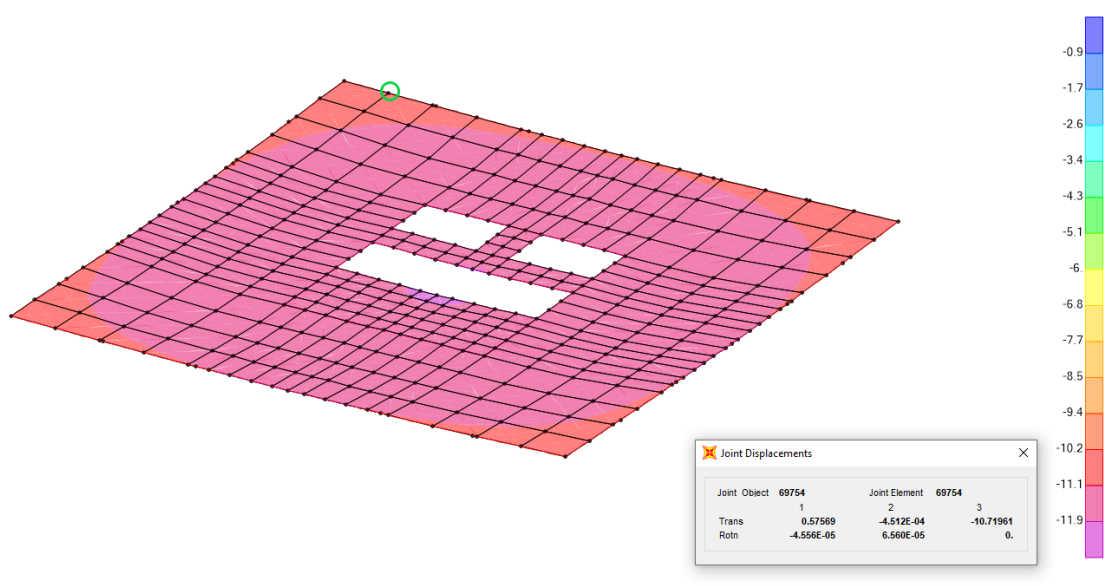 -0.9
-1.7
-2.6
-3.4
-4.3
-5.1
-6.
-6.8
-7.7
-8.5
-9.4
-10.2
-11.1
-11.9
Joint Displacements
Joint Object 69754 Joint Element 69754
1 2 3
Trans 0.57569 -4.512E-04 -10.71961
Rotn -4.556E-05 6.560E-05 0.